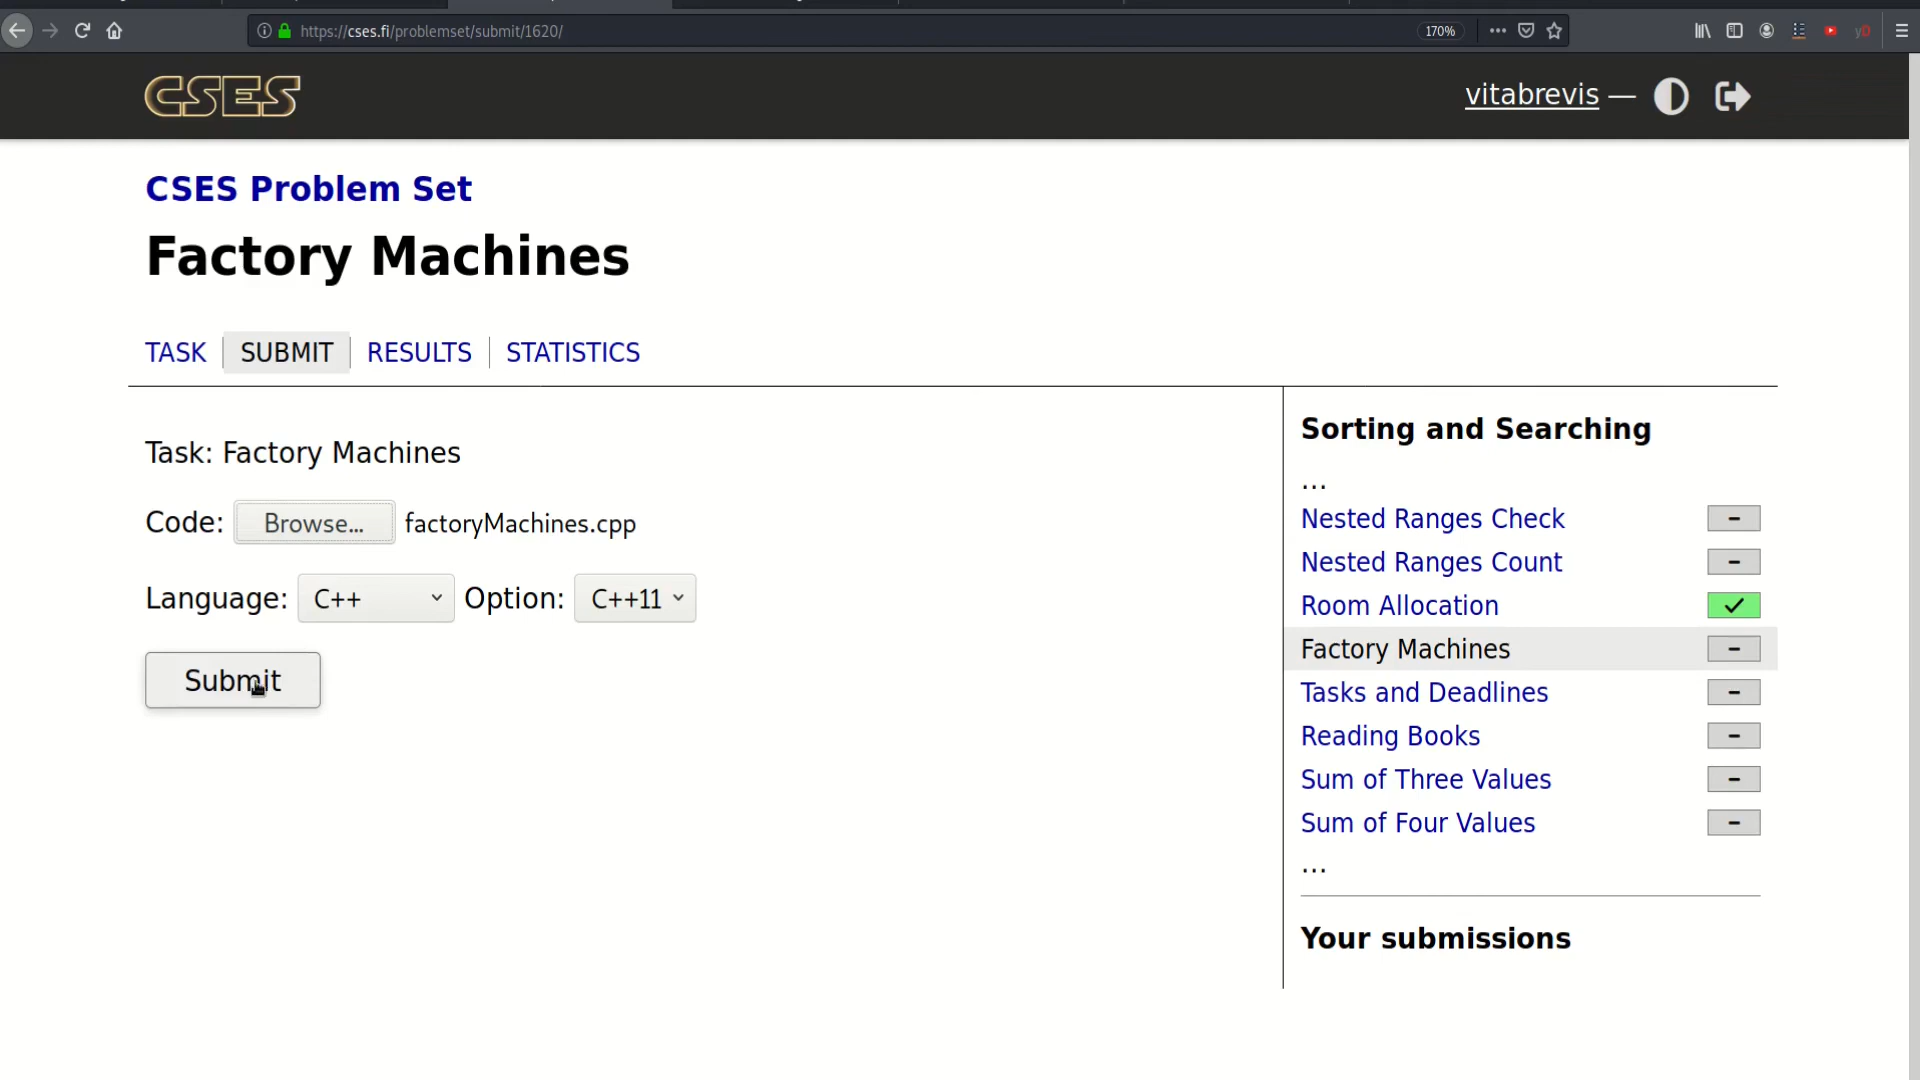 https://cses.fi/problemset/submit/1620/
170%
CSES
vitabrevis —
CSES Problem Set
Factory Machines
TASK SUBMIT RESULTS STATISTICS
Task: Factory Machines
Code: Browse... factoryMachines.cpp
Language: C++ Option: C++11
Submit
Sorting and Searching
...
Nested Ranges Check –
Nested Ranges Count –
Room Allocation ✓
Factory Machines –
Tasks and Deadlines –
Reading Books –
Sum of Three Values –
Sum of Four Values –
...
Your submissions